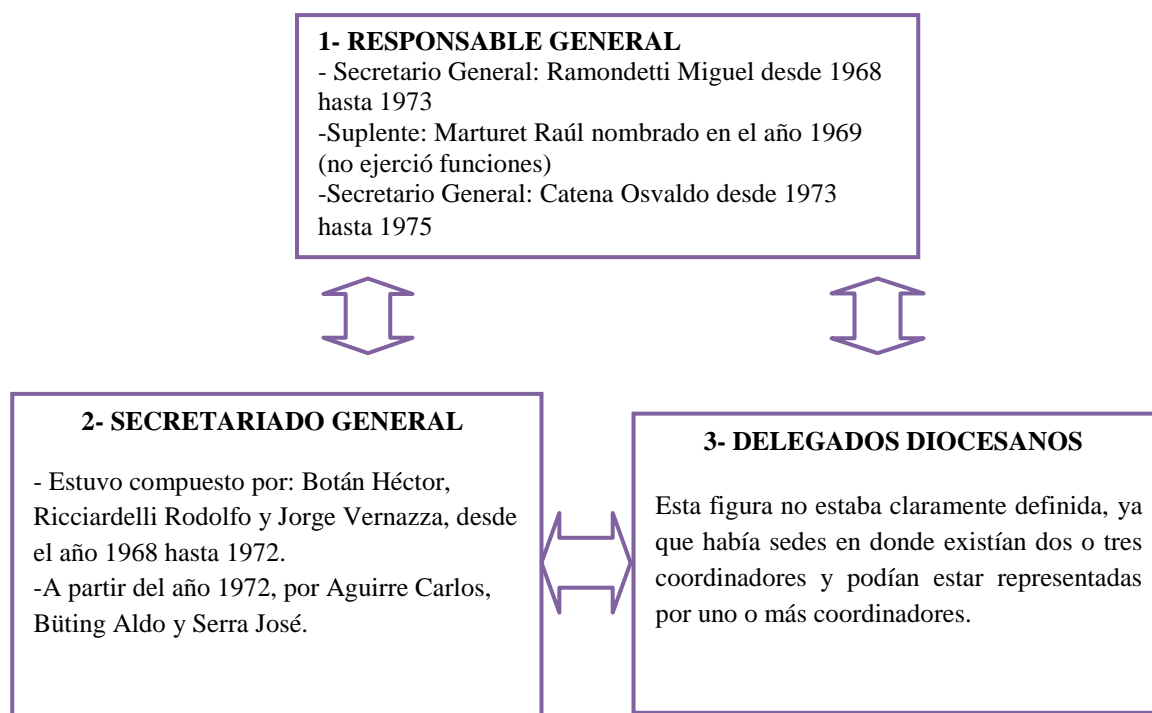 1- RESPONSABLE GENERAL
- Secretario General: Ramondetti Miguel desde 1968
hasta 1973
-Suplente: Marturet Raúl nombrado en el año 1969
(no ejerció funciones)
-Secretario General: Catena Osvaldo desde 1973
hasta 1975
2- SECRETARIADO GENERAL
- Estuvo compuesto por: Botán Héctor,
Ricciardelli Rodolfo y Jorge Vernazza, desde
el año 1968 hasta 1972.
-A partir del año 1972, por Aguirre Carlos,
Büting Aldo y Serra José.
3- DELEGADOS DIOCESANOS
Esta figura no estaba claramente definida, ya
que había sedes en donde existían dos o tres
coordinadores y podían estar representadas
por uno o más coordinadores.